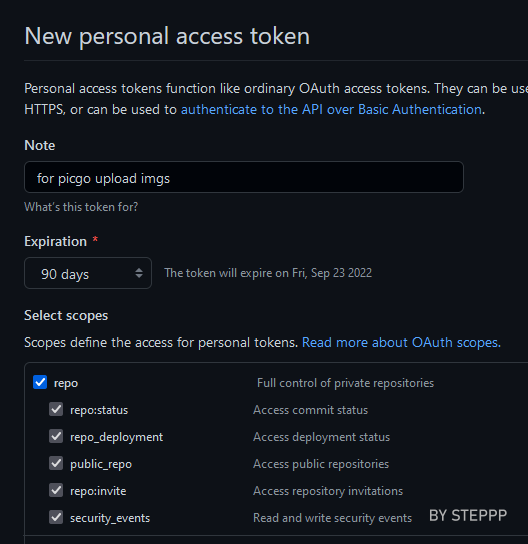 New personal access token
Personal access tokens function like ordinary OAuth access tokens. They can be use
HTTPS, or can be used to authenticate to the API over Basic Authentication.
Note
for picgo upload imgs
What's this token for?
Expiration *
90 days The token will expire on Fri, Sep 23 2022
Select scopes
Scopes define the access for personal tokens. Read more about OAuth scopes.
repo Full control of private repositories
repo:status Access commit status
repo_deployment Access deployment status
public_repo Access public repositories
repo:invite Access repository invitations
security_events Read and write security events
BY STEPPP